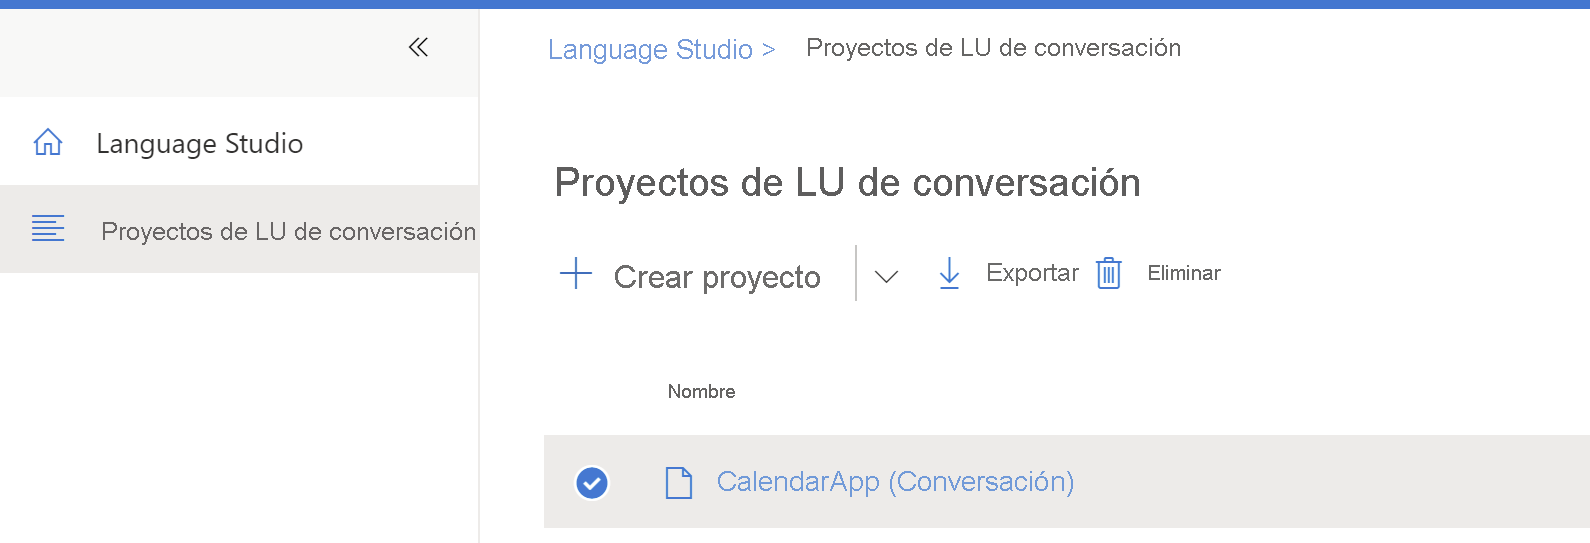 Language Studio > Proyectos de LU de conversación
Language Studio
Proyectos de LU de conversación
Proyectos de LU de conversación
Crear proyecto Exportar Eliminar
Nombre
CalendarApp (Conversación)